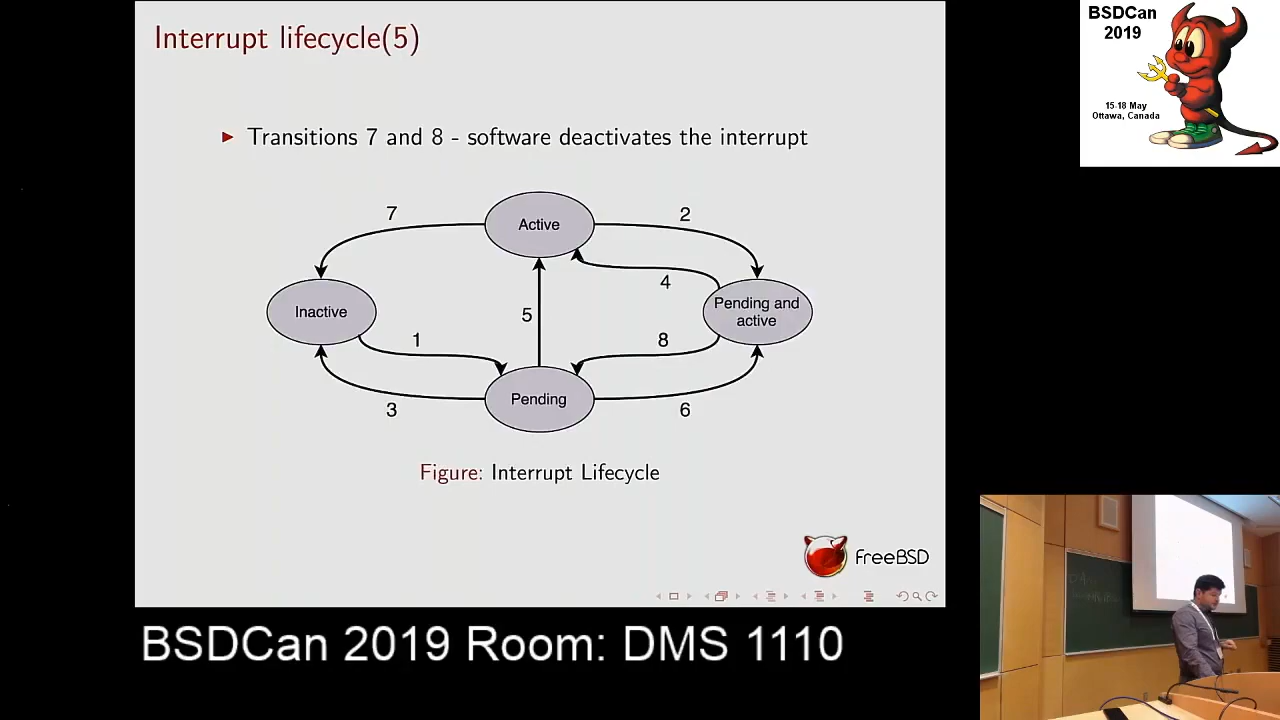 Interrupt lifecycle(5)
Transitions 7 and 8 - software deactivates the interrupt
7
Active
2
4
Inactive
5
Pending and
active
1
8
3
Pending
6
Figure: Interrupt Lifecycle
FreeBSD
BSDCan
2019
15-18 May
Ottawa, Canada
BSDCan 2019 Room: DMS 1110